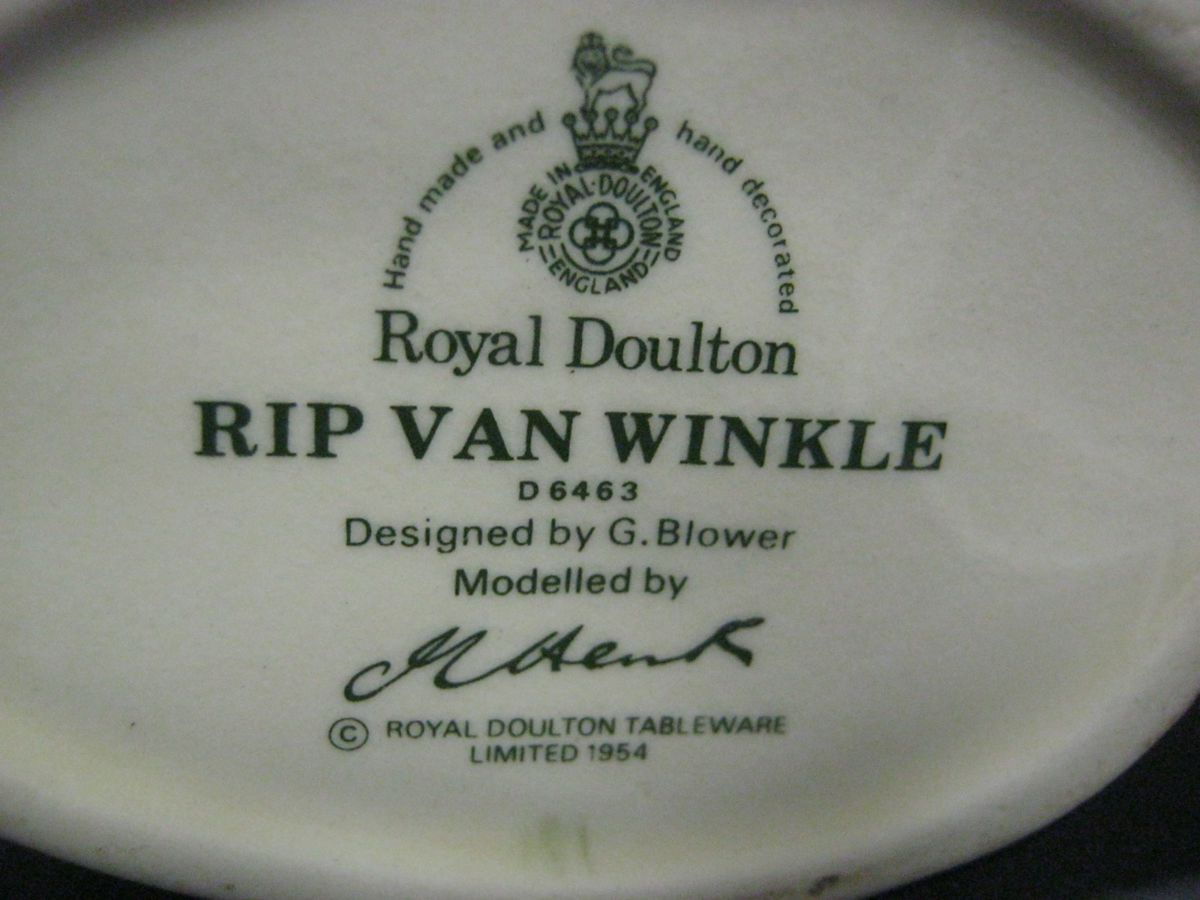 Hand made and hand decorated
MADE IN ENGLAND
ROYAL·DOULTON
ENGLAND
Royal Doulton
RIP VAN WINKLE
D 6463
Designed by G. Blower
Modelled by
M Henk
© ROYAL DOULTON TABLEWARE
LIMITED 1954